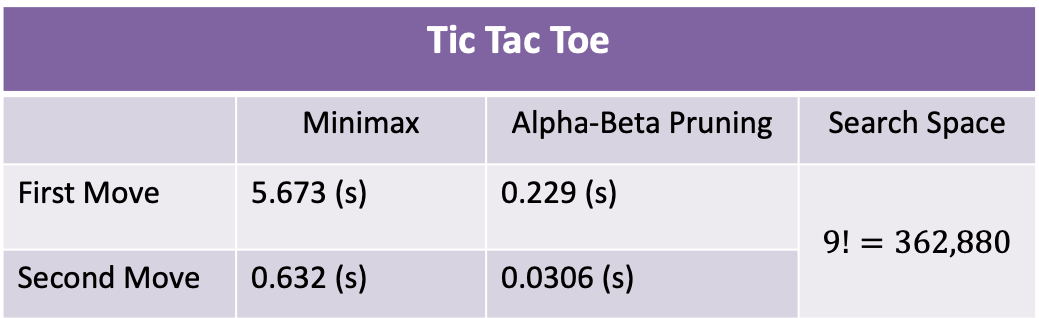 Tic Tac Toe
Minimax Alpha-Beta Pruning Search Space
First Move 5.673 (s) 0.229 (s)
9! = 362,880
Second Move 0.632 (s) 0.0306 (s)